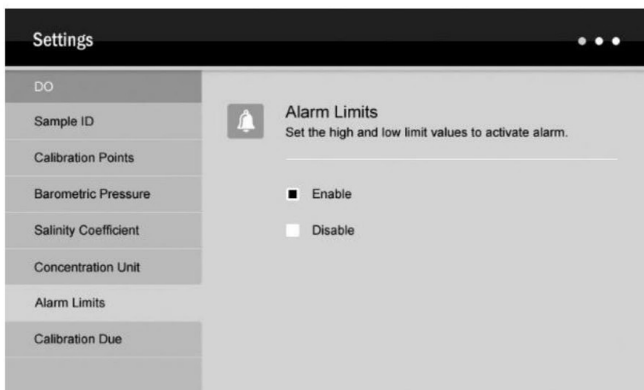 Settings
DO
Sample ID
Calibration Points
Barometric Pressure
Salinity Coefficient
Concentration Unit
Alarm Limits
Calibration Due
Alarm Limits
Set the high and low limit values to activate alarm.
Enable
Disable